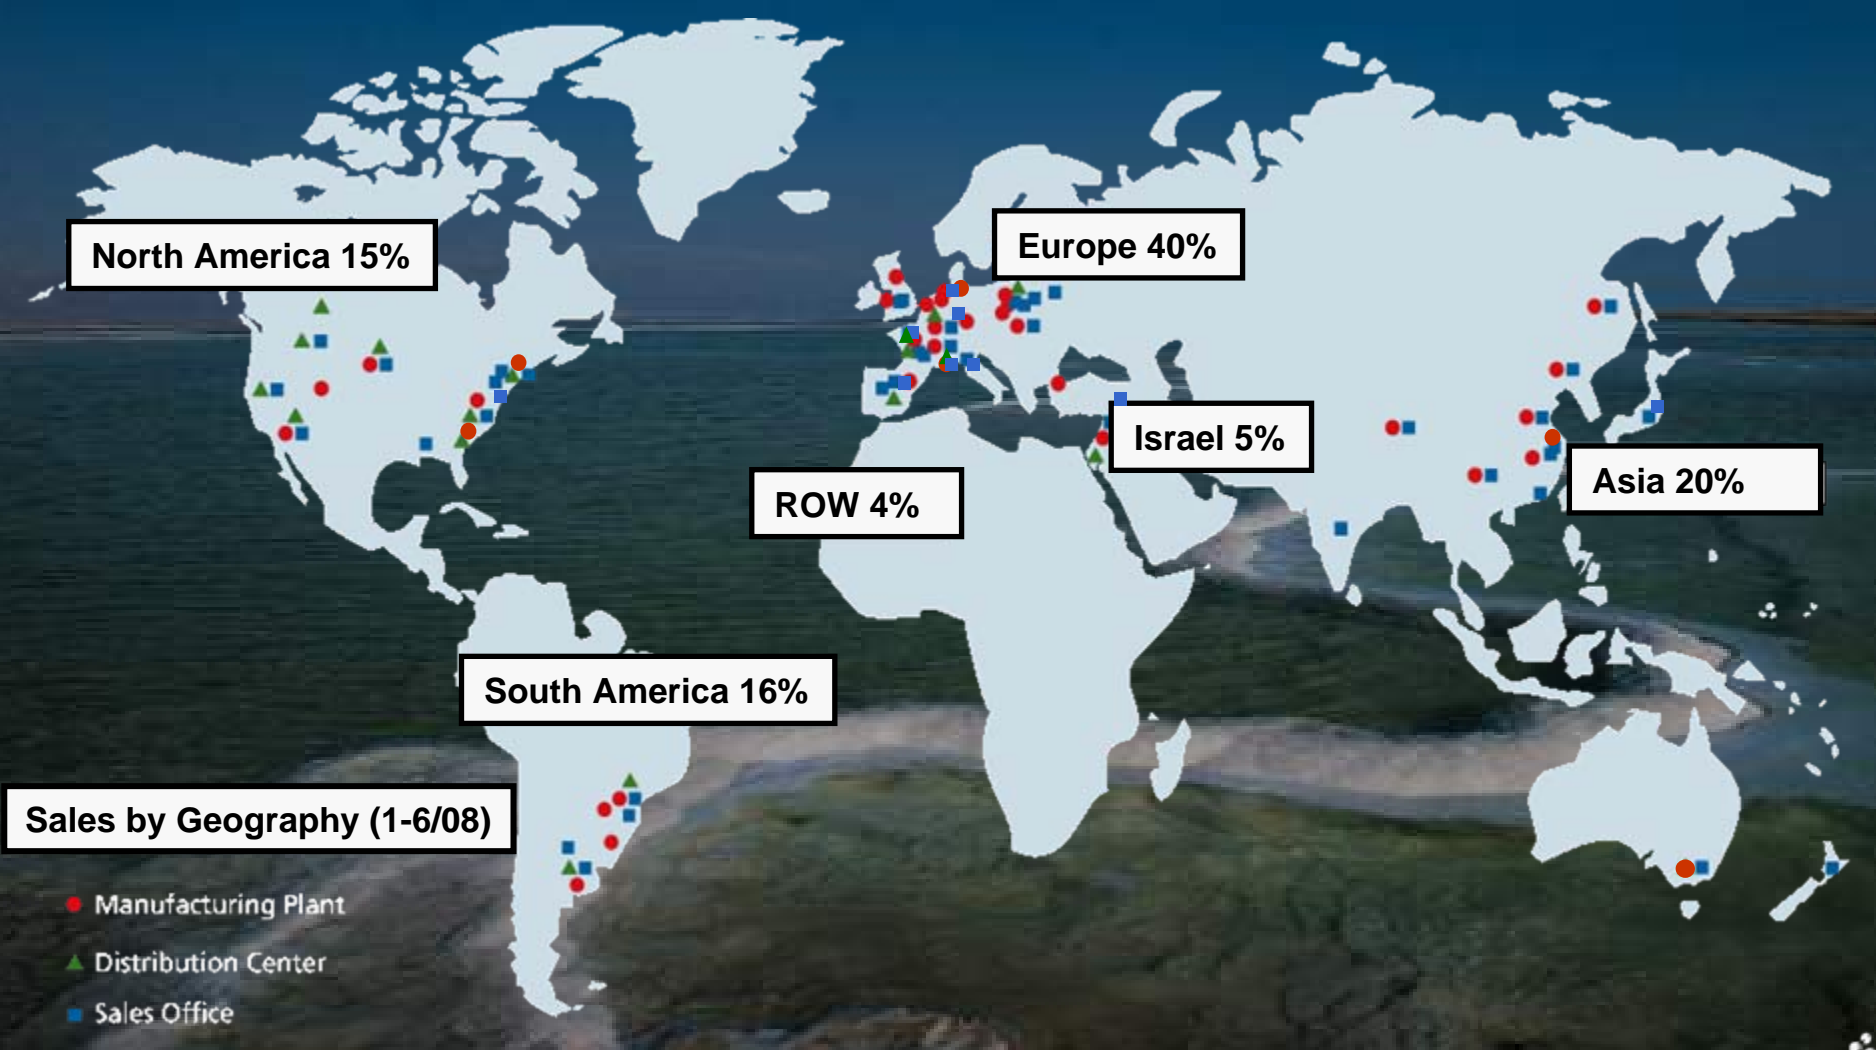 North America 15%
Europe 40%
Israel 5%
Asia 20%
ROW 4%
South America 16%
Sales by Geography (1-6/08)
Manufacturing Plant
Distribution Center
Sales Office